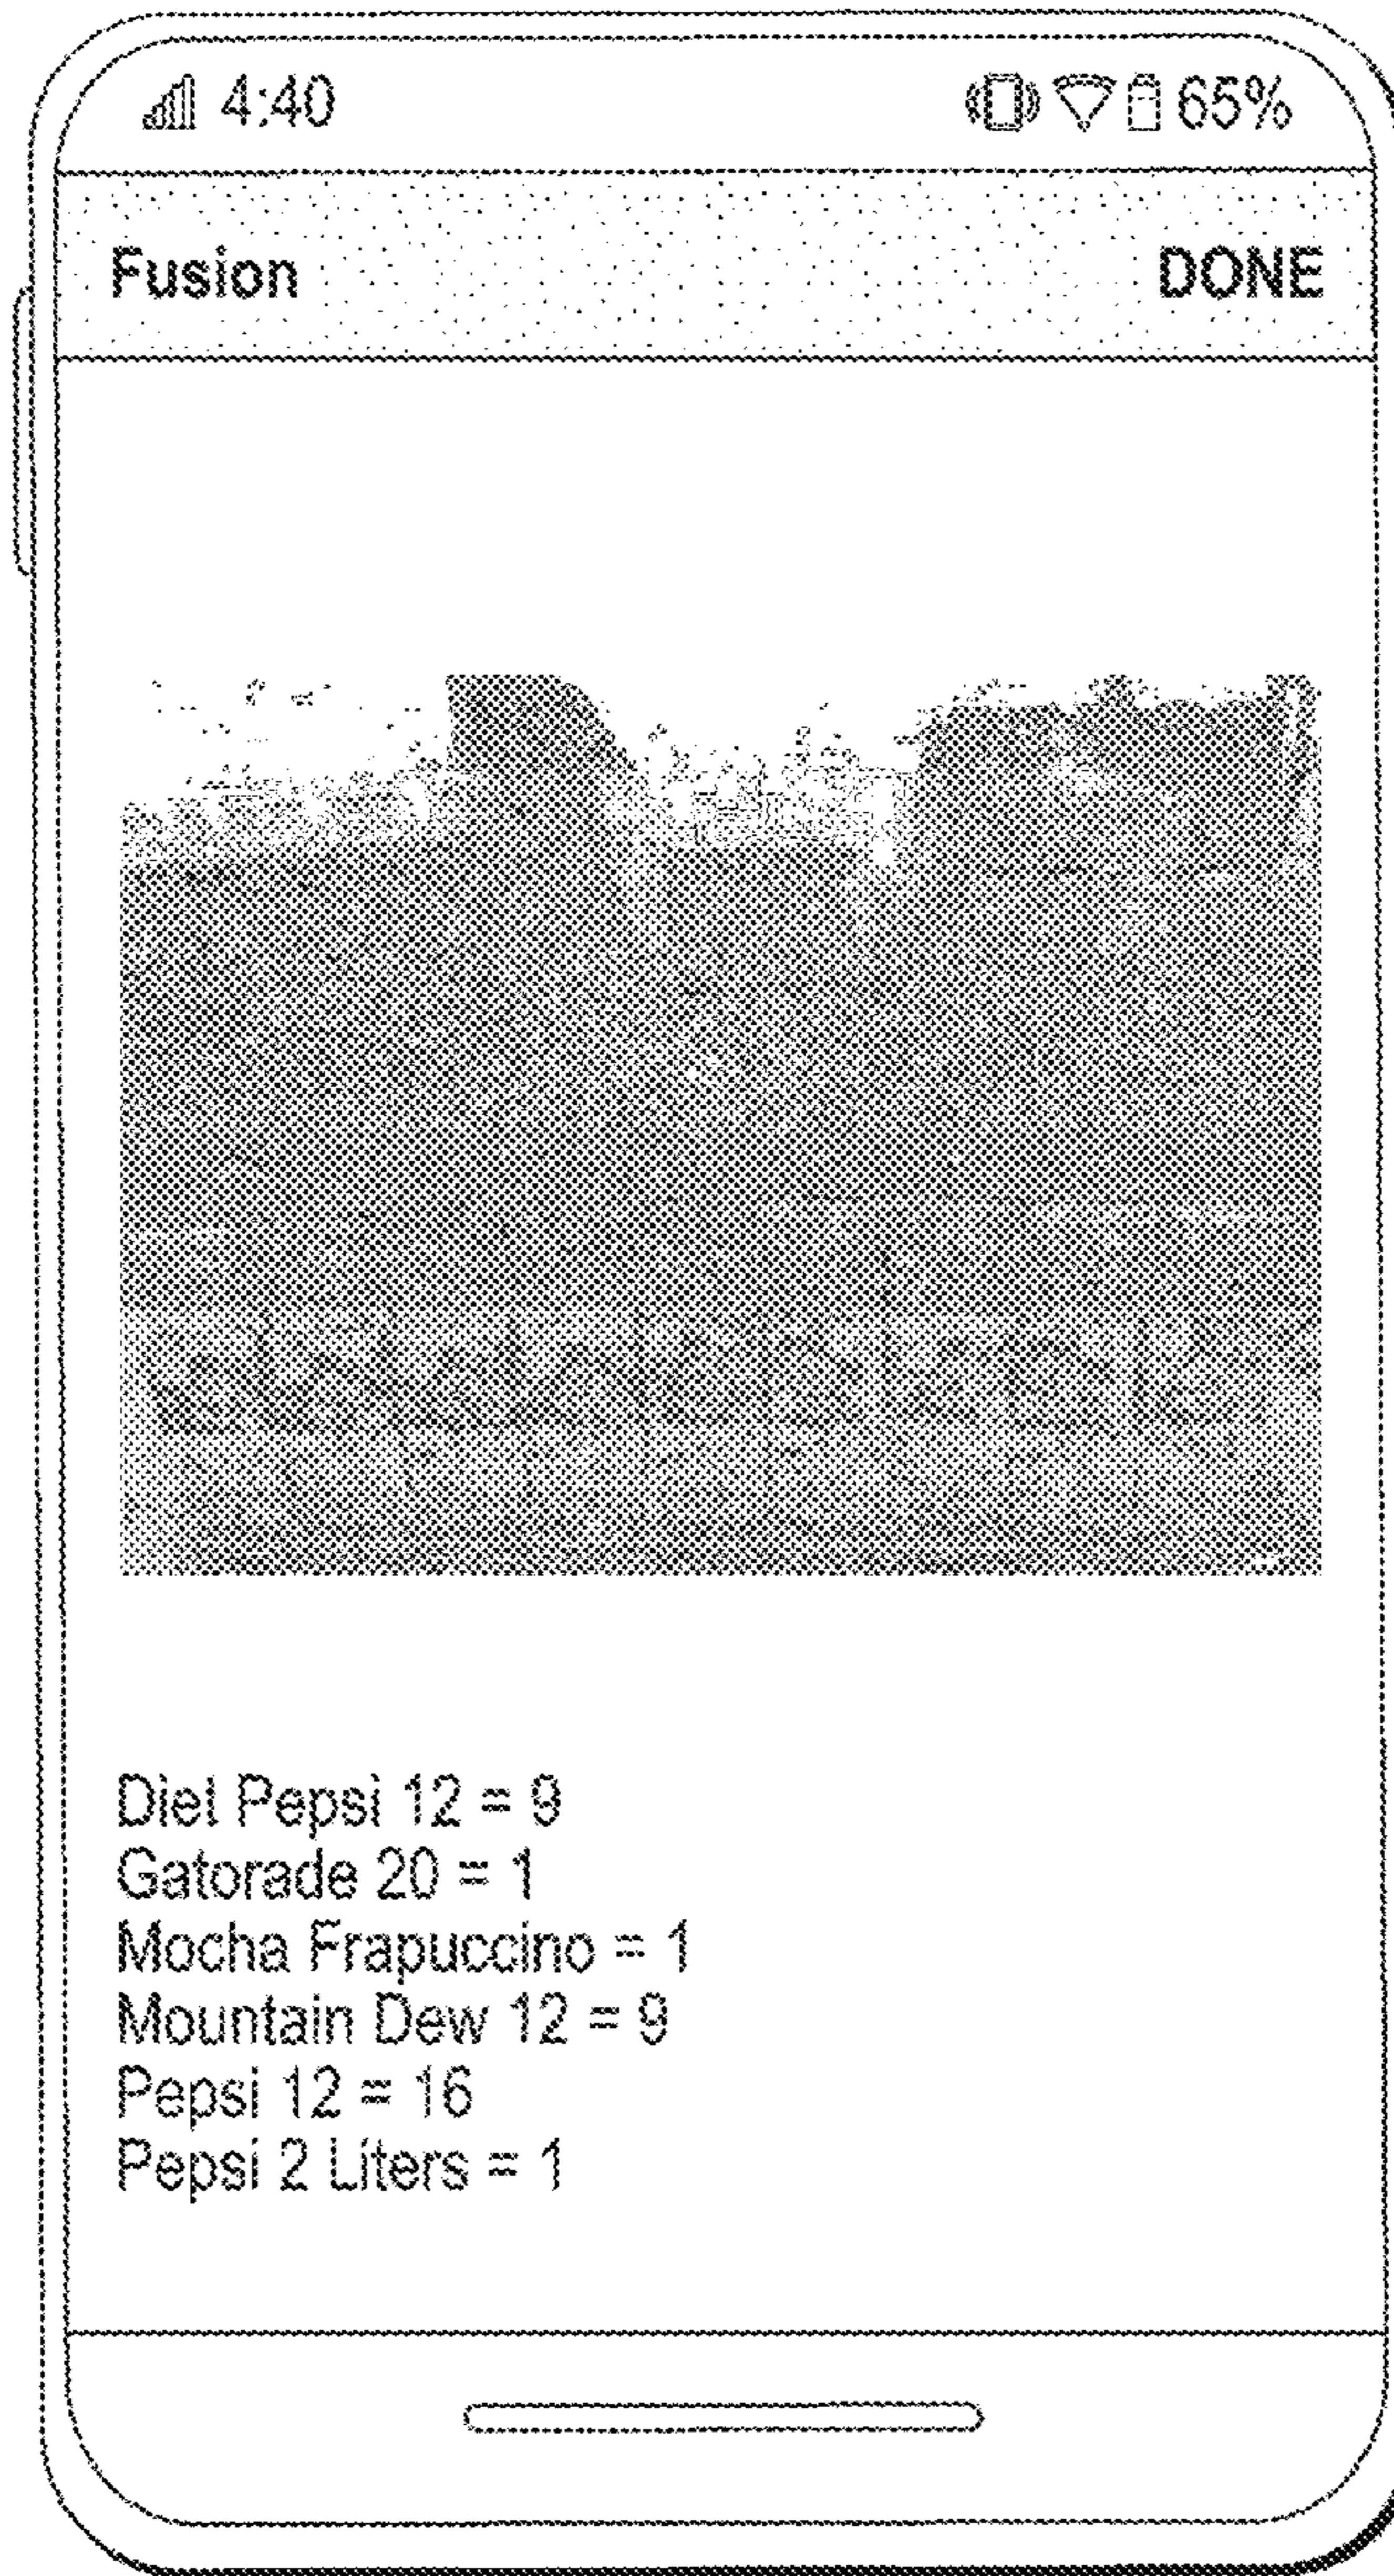 4:40 65%
Fusion DONE
Diet Pepsi 12 = 9
Gatorade 20 = 1
Mocha Frapuccino = 1
Mountain Dew 12 = 9
Pepsi 12 = 16
Pepsi 2 Liters = 1